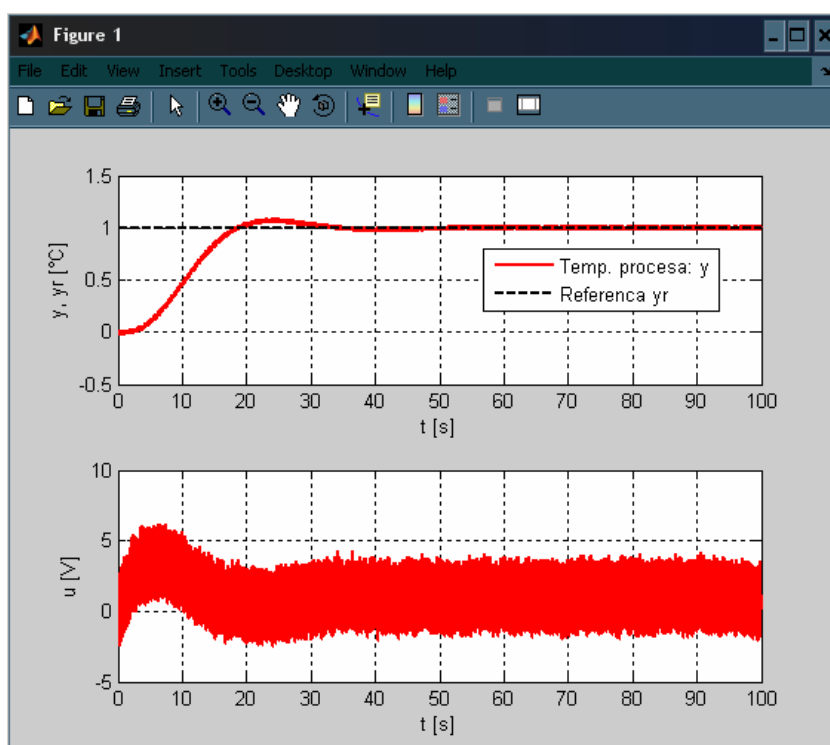 Figure 1
File Edit View Insert Tools Desktop Window Help
1.5
1
0.5
0
-0.5
y, yr [°C]
Temp. procesa: y
Referenca yr
0 10 20 30 40 50 60 70 80 90 100
t [s]
10
5
0
-5
u [V]
0 10 20 30 40 50 60 70 80 90 100
t [s]